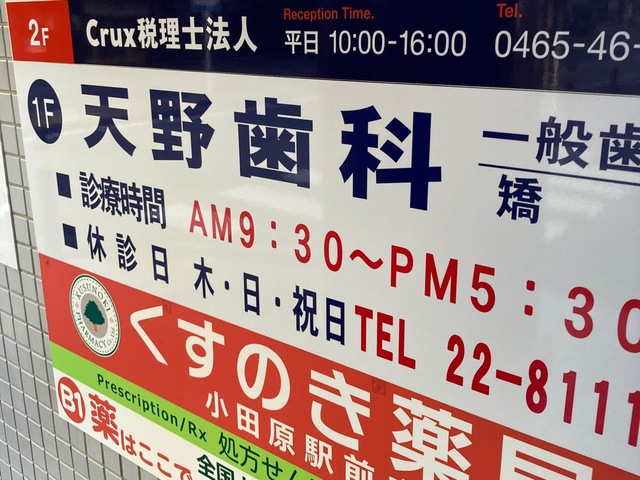 2F Crux税理士法人 Reception Time. 平日 10:00-16:00 Tel. 0465-46-
1F 天野歯科 一般歯
矯
■ 診療時間 AM9：30～PM5：30
■ 休診日 木・日・祝日 TEL 22-8111
KUSUNOKI PHARMACY
くすのき薬局
小田原駅前
Prescription/Rx 処方せん
B1 薬はここで
全国